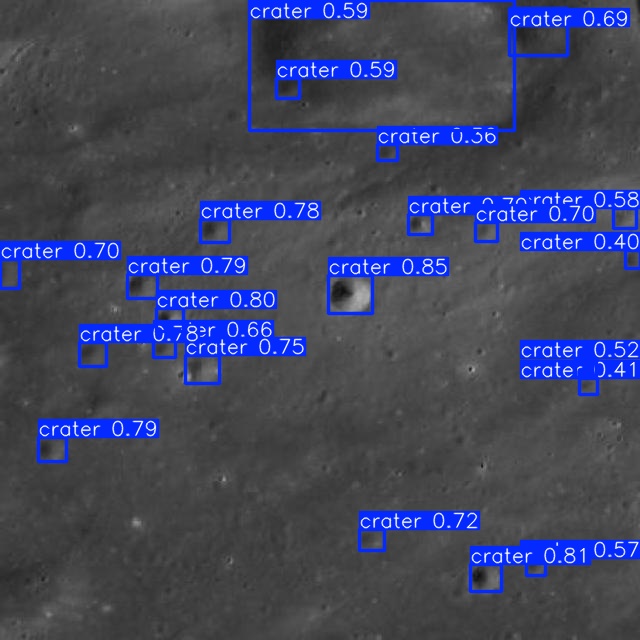 crater 0.59
crater 0.69
crater 0.59
crater 0.36
crater 0.78
crater
crater 0.58
crater 0.70
crater 0.40
crater 0.70
crater 0.79
crater 0.85
crater 0.80
crater 0.78
0.66
crater 0.75
crater 0.52
crater 0.41
crater 0.79
crater 0.72
crater 0.81
0.57